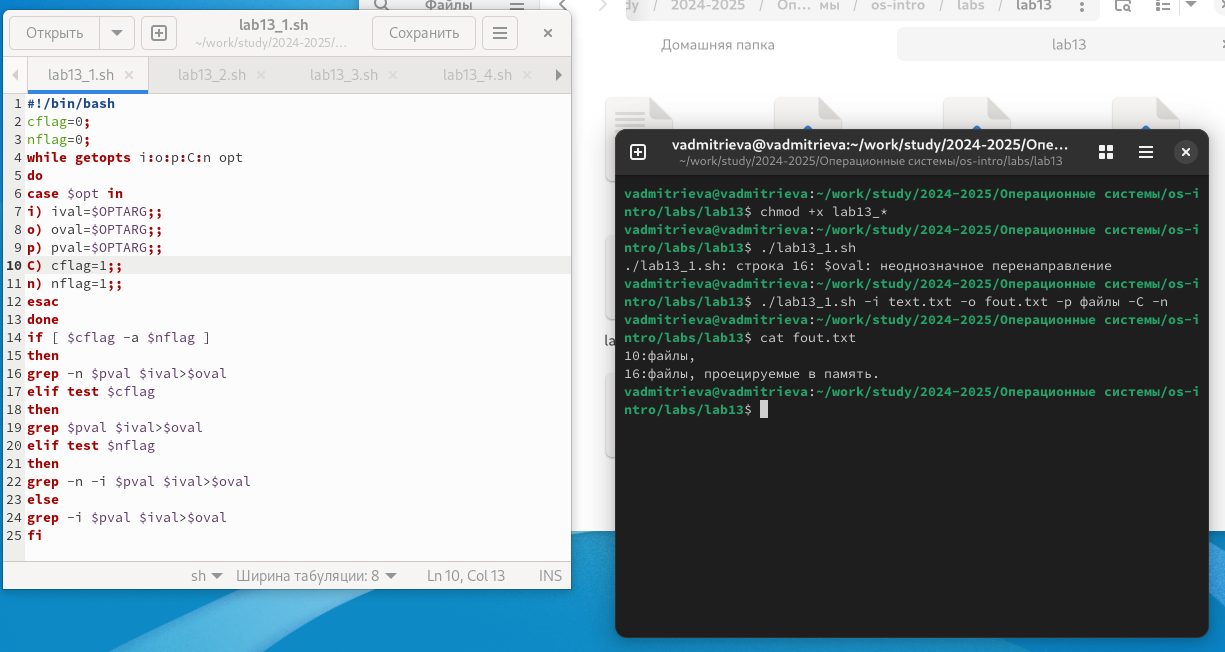 Файлы
2024-2025 / Оп… мы / os-intro / labs / lab13
Домашняя папка
lab13
Открыть
lab13_1.sh
~/work/study/2024-2025/…
Сохранить
lab13_1.sh
lab13_2.sh
lab13_3.sh
lab13_4.sh
1 #!/bin/bash
2 cflag=0;
3 nflag=0;
4 while getopts i:o:p:C:n opt
5 do
6 case $opt in
7 i) ival=$OPTARG;;
8 o) oval=$OPTARG;;
9 p) pval=$OPTARG;;
10 C) cflag=1;;
11 n) nflag=1;;
12 esac
13 done
14 if [ $cflag -a $nflag ]
15 then
16 grep -n $pval $ival>$oval
17 elif test $cflag
18 then
19 grep $pval $ival>$oval
20 elif test $nflag
21 then
22 grep -n -i $pval $ival>$oval
23 else
24 grep -i $pval $ival>$oval
25 fi
sh
Ширина табуляции: 8
Ln 10, Col 13
INS
vadmitrieva@vadmitrieva:~/work/study/2024-2025/Опе…
~/work/study/2024-2025/Операционные системы/os-intro/labs/lab13
vadmitrieva@vadmitrieva:~/work/study/2024-2025/Операционные системы/os-i
ntro/labs/lab13$ chmod +x lab13_*
vadmitrieva@vadmitrieva:~/work/study/2024-2025/Операционные системы/os-i
ntro/labs/lab13$ ./lab13_1.sh
./lab13_1.sh: строка 16: $oval: неоднозначное перенаправление
vadmitrieva@vadmitrieva:~/work/study/2024-2025/Операционные системы/os-i
ntro/labs/lab13$ ./lab13_1.sh -i text.txt -o fout.txt -p файлы -C -n
vadmitrieva@vadmitrieva:~/work/study/2024-2025/Операционные системы/os-i
ntro/labs/lab13$ cat fout.txt
10:файлы,
16:файлы, проецируемые в память.
vadmitrieva@vadmitrieva:~/work/study/2024-2025/Операционные системы/os-i
ntro/labs/lab13$